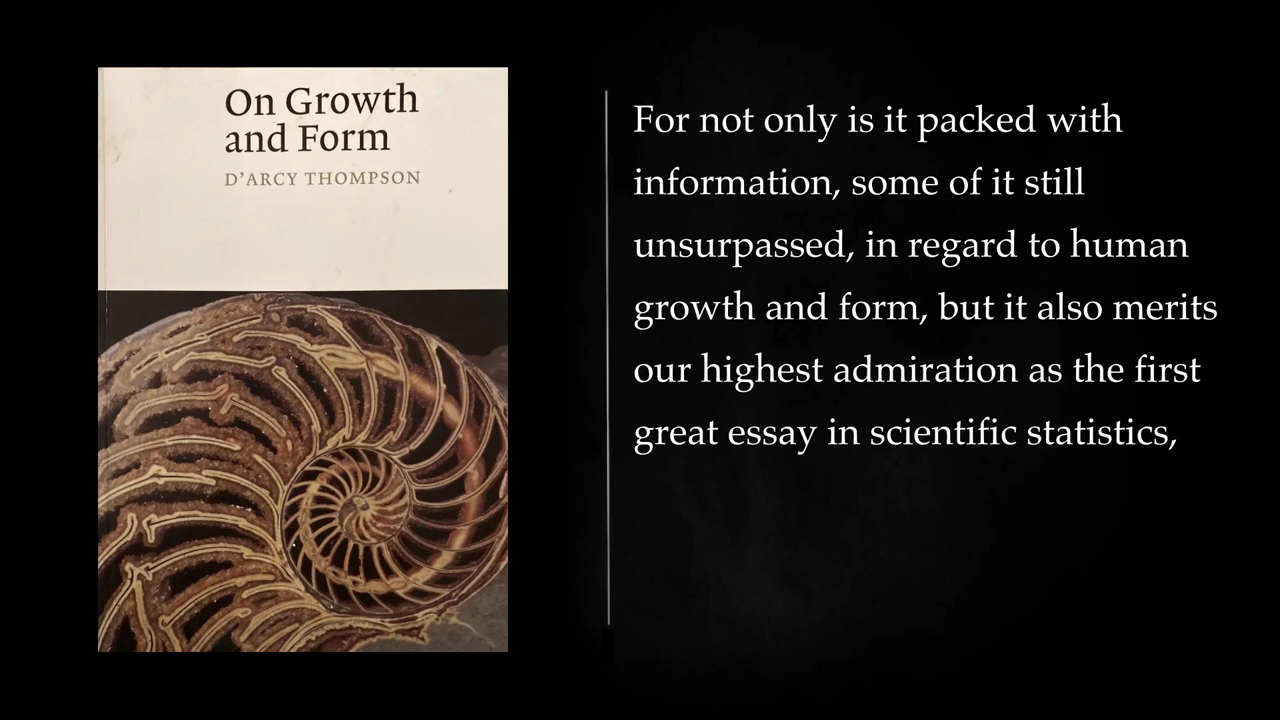 On Growth
and Form
D'ARCY THOMPSON
For not only is it packed with
information, some of it still
unsurpassed, in regard to human
growth and form, but it also merits
our highest admiration as the first
great essay in scientific statistics,